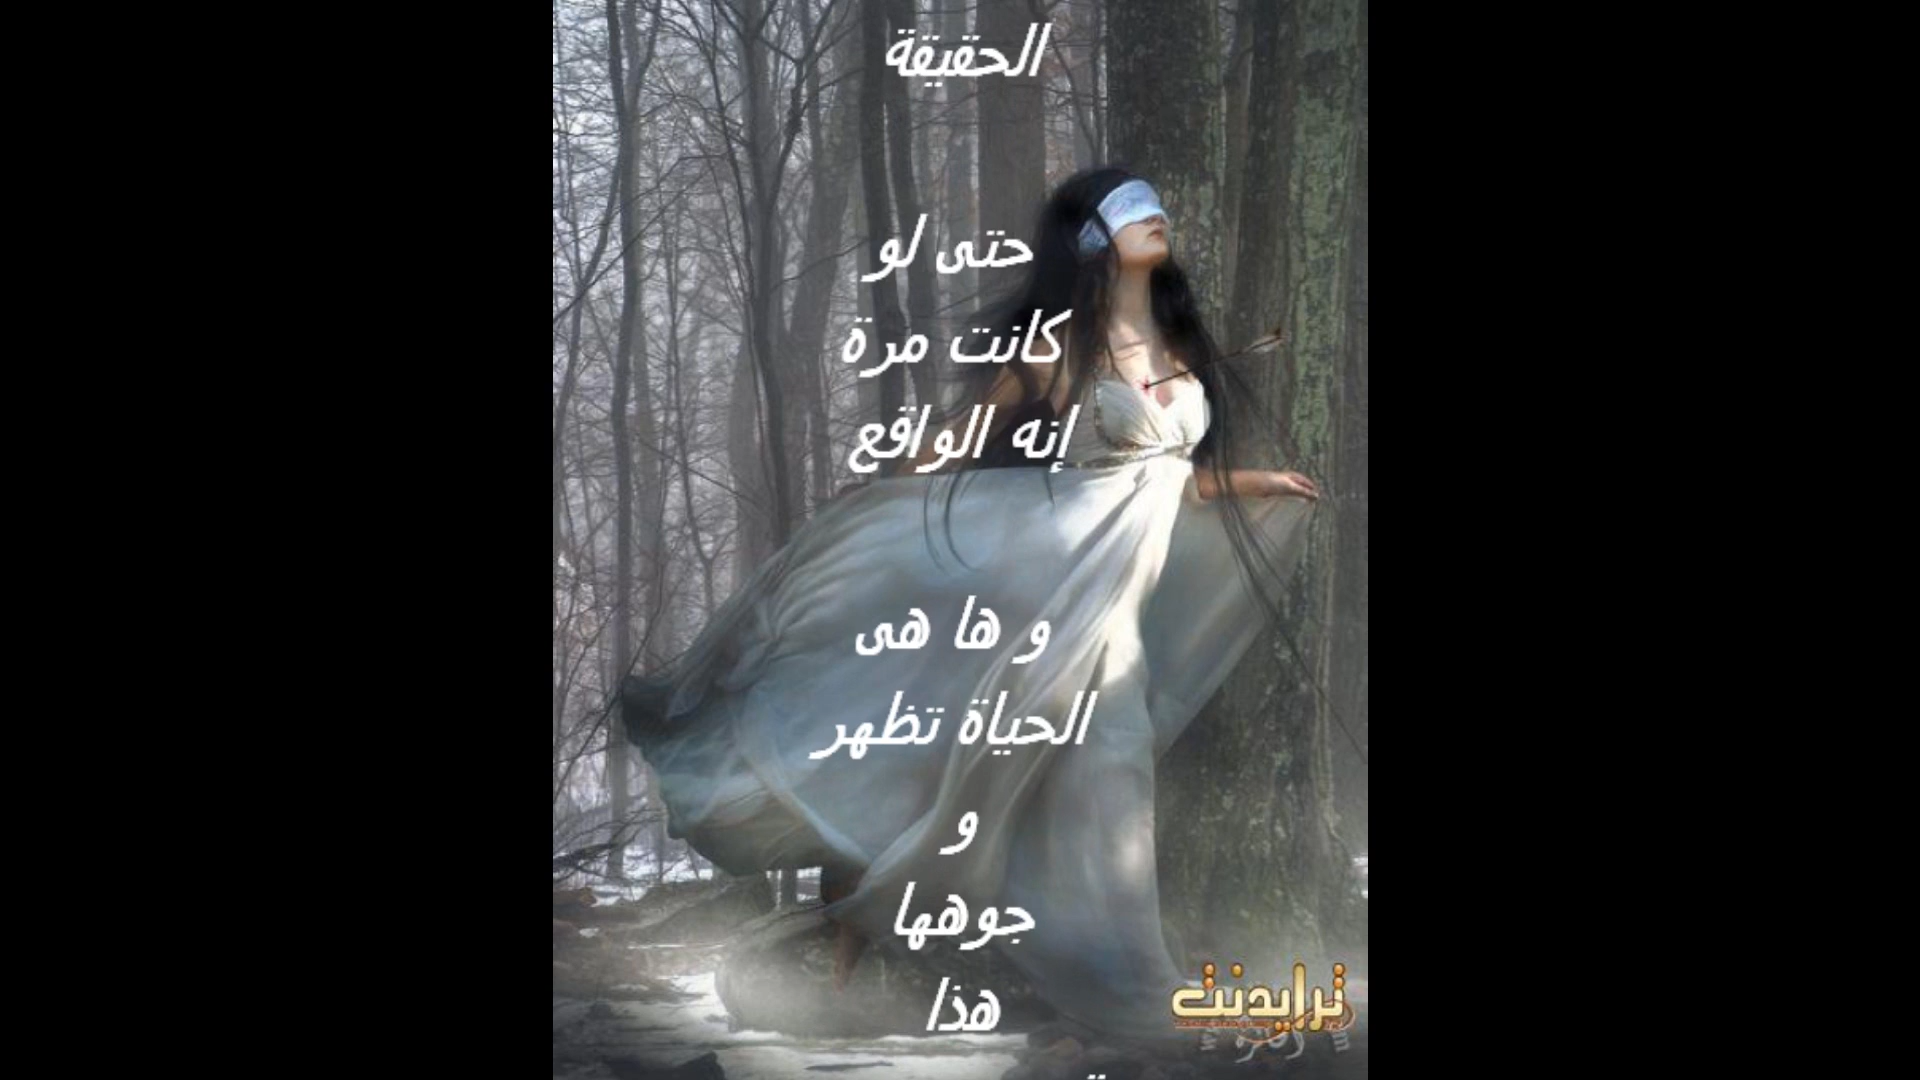 الحقيقة
حتى لو
كانت مرة
إنه الواقع
و ها هى
الحياة تظهر
و
جوهها
هذا
ترايدنت